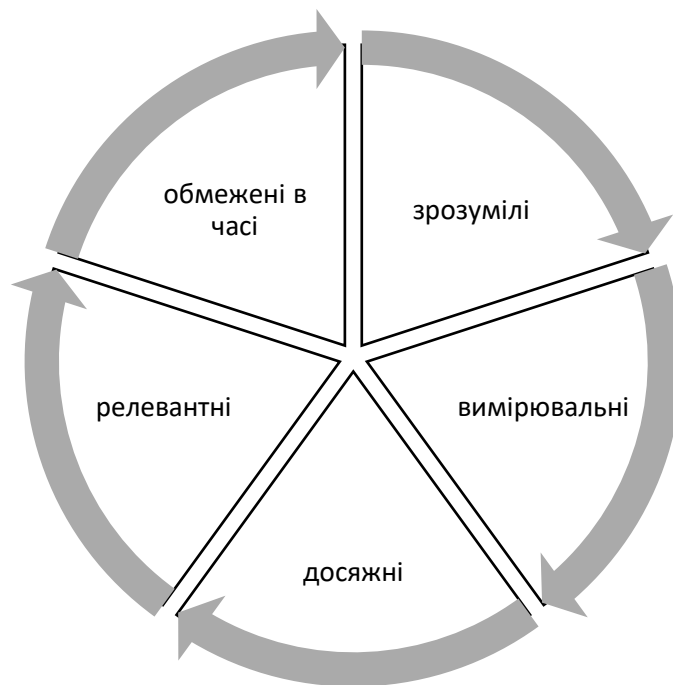 зрозумілі
вимірювальні
досяжні
релевантні
обмежені в
часі